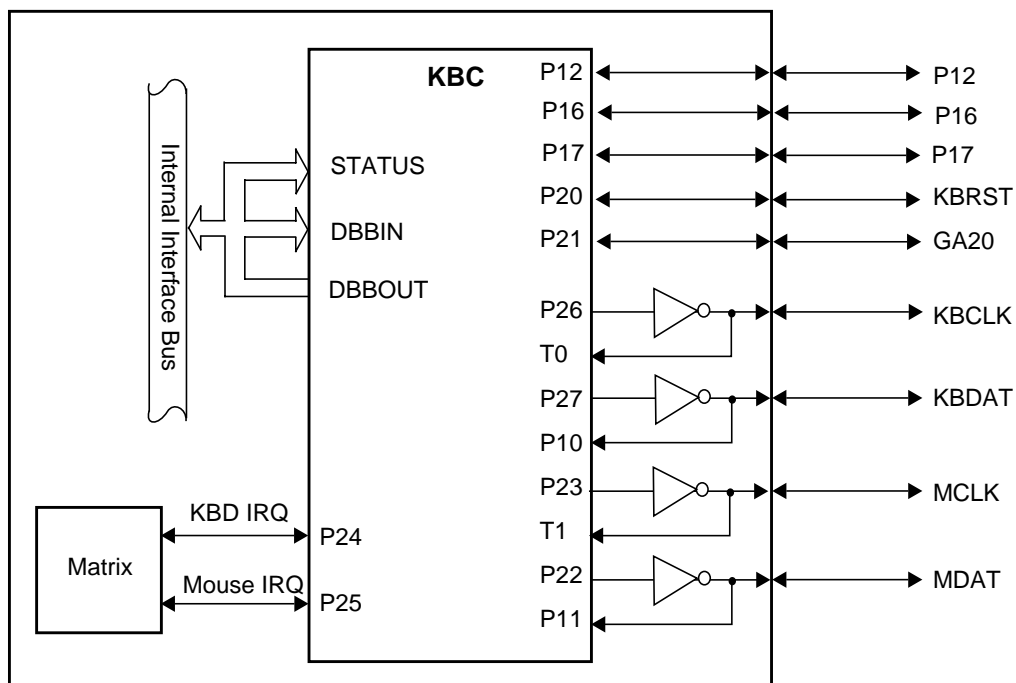 KBC
P12
P16
P17
P20
P21
P26
T0
P27
P10
P23
T1
P22
P11
STATUS
DBBIN
DBBOUT
P24
P25
Internal Interface Bus
Matrix
KBD IRQ
Mouse IRQ
P12
P16
P17
KBRST
GA20
KBCLK
KBDAT
MCLK
MDAT